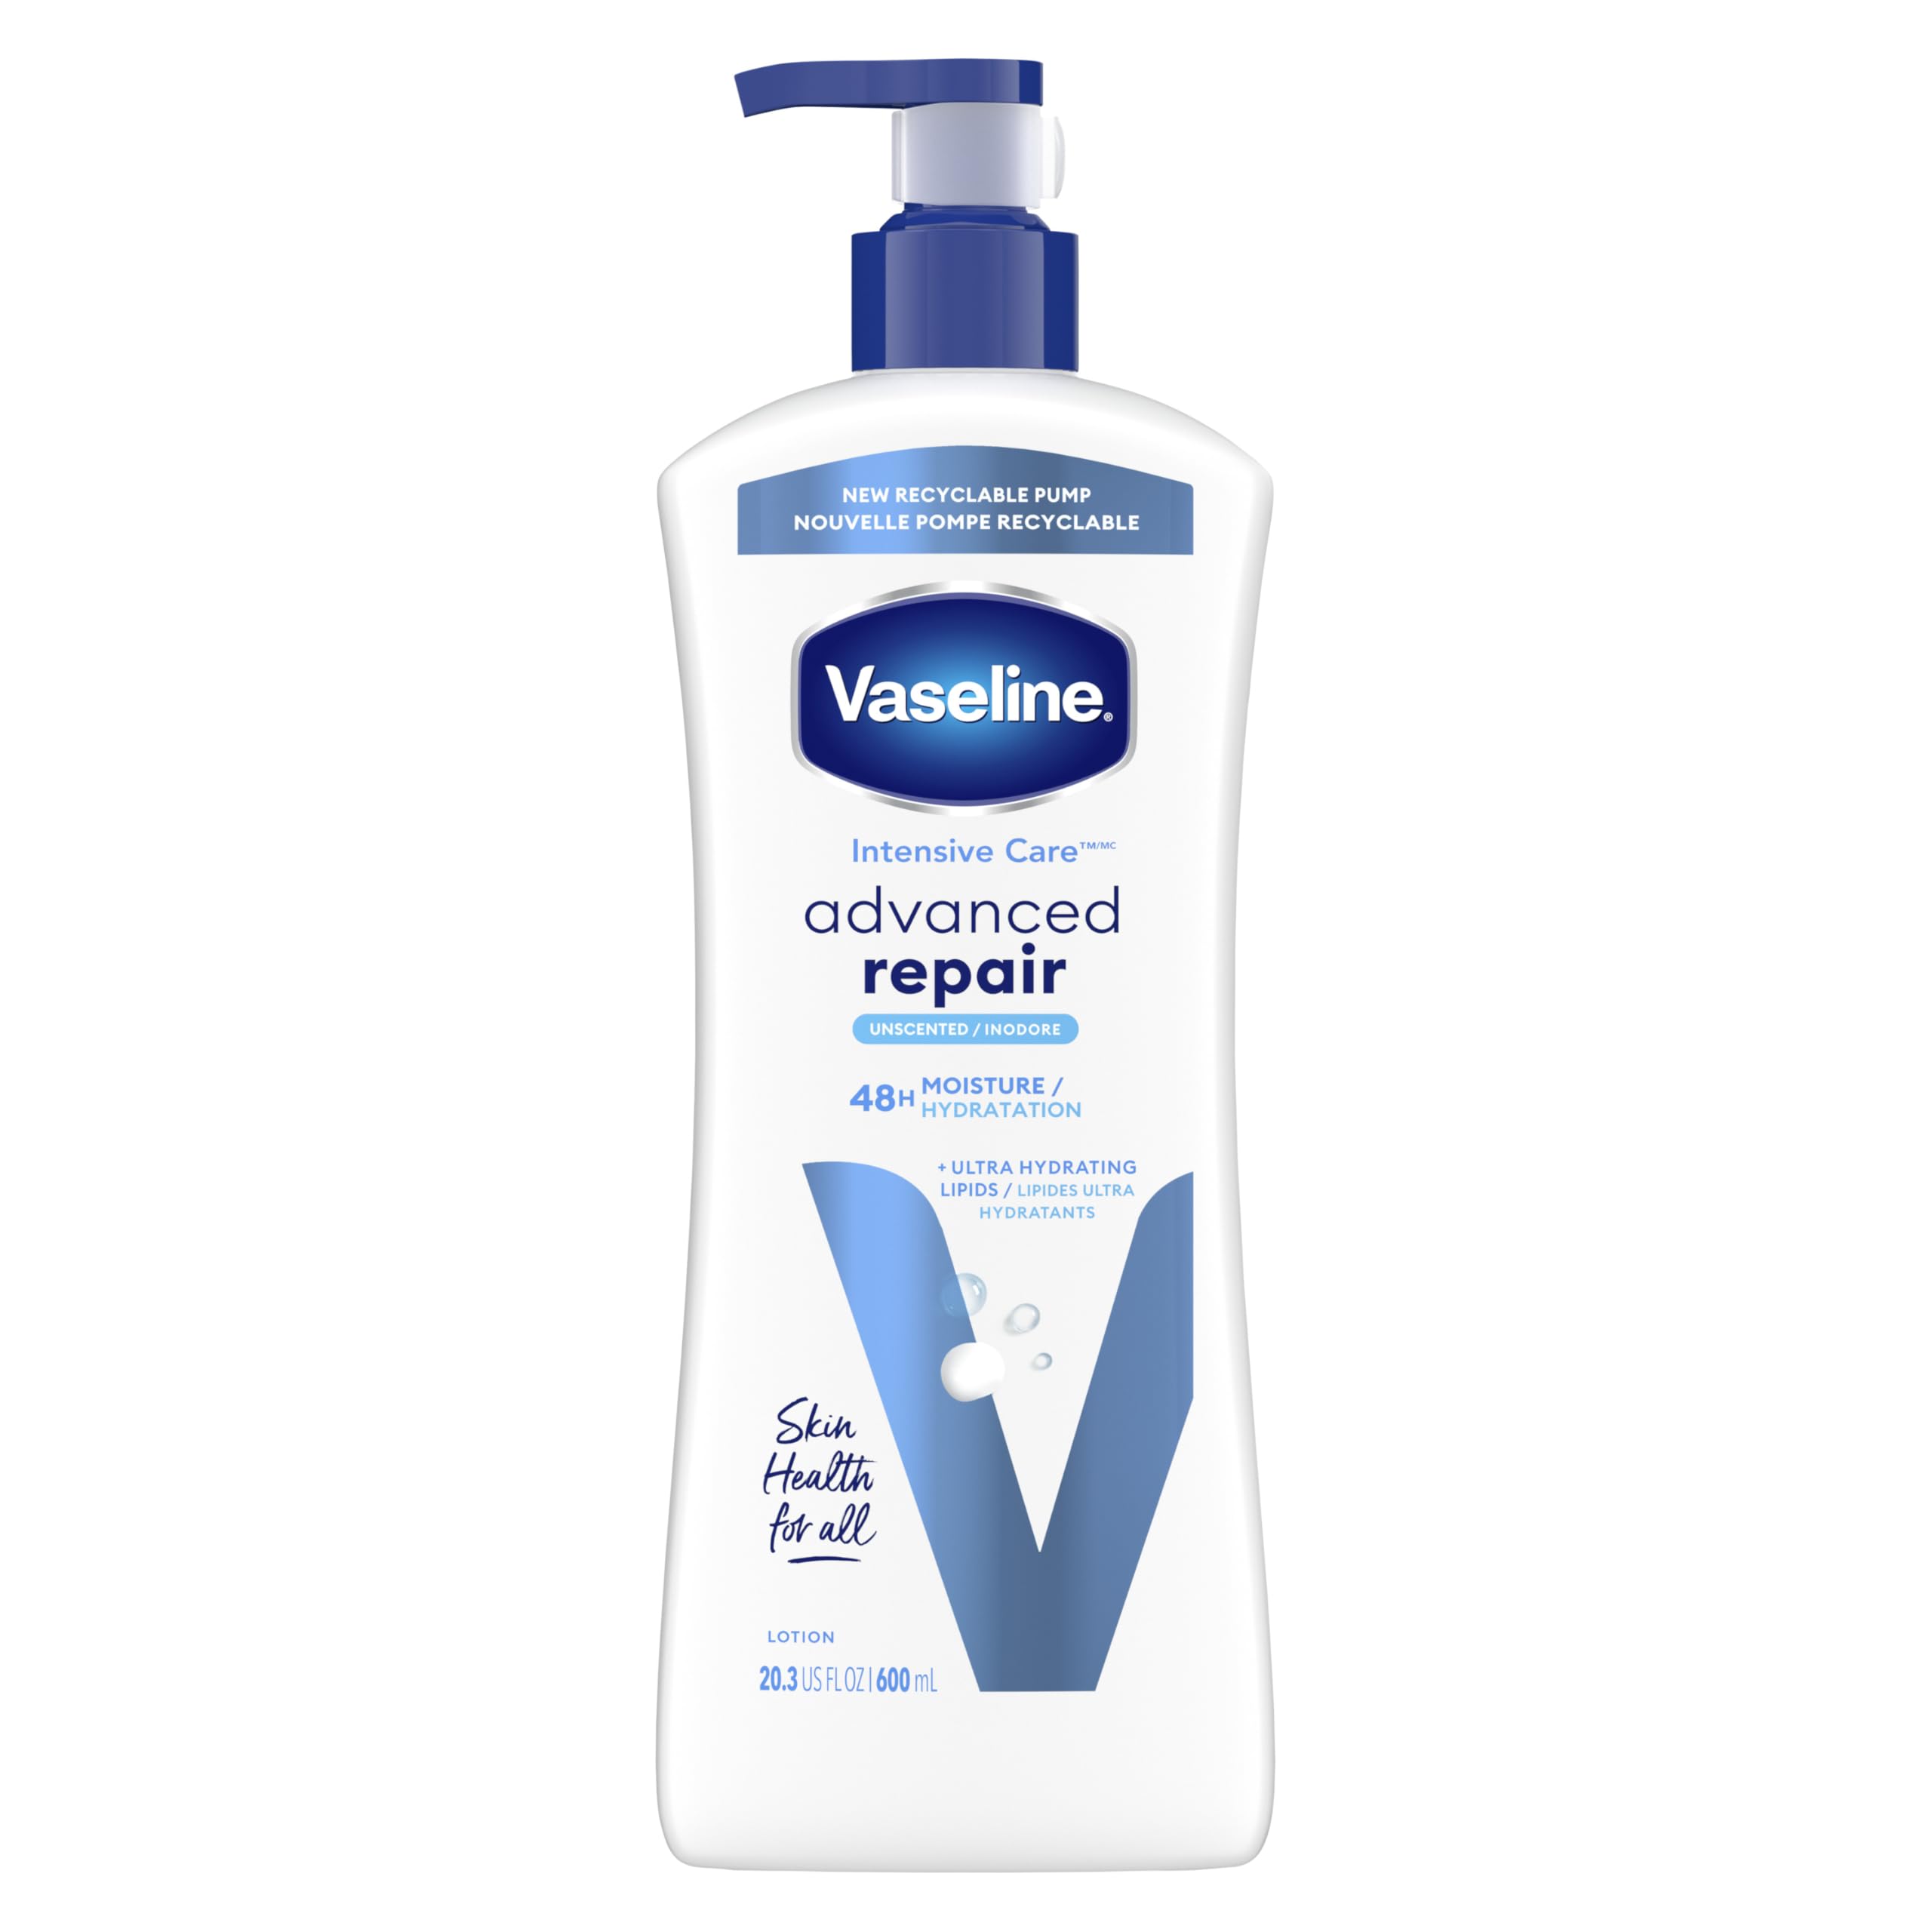 NEW RECYCLABLE PUMP
NOUVELLE POMPE RECYCLABLE
Vaseline®
Intensive Care™/MC
advanced
repair
UNSCENTED / INODORE
48H MOISTURE /
HYDRATATION
+ ULTRA HYDRATING
LIPIDS / LIPIDES ULTRA
HYDRATANTS
Skin
Health
for all
LOTION
20.3 US FL OZ | 600 mL